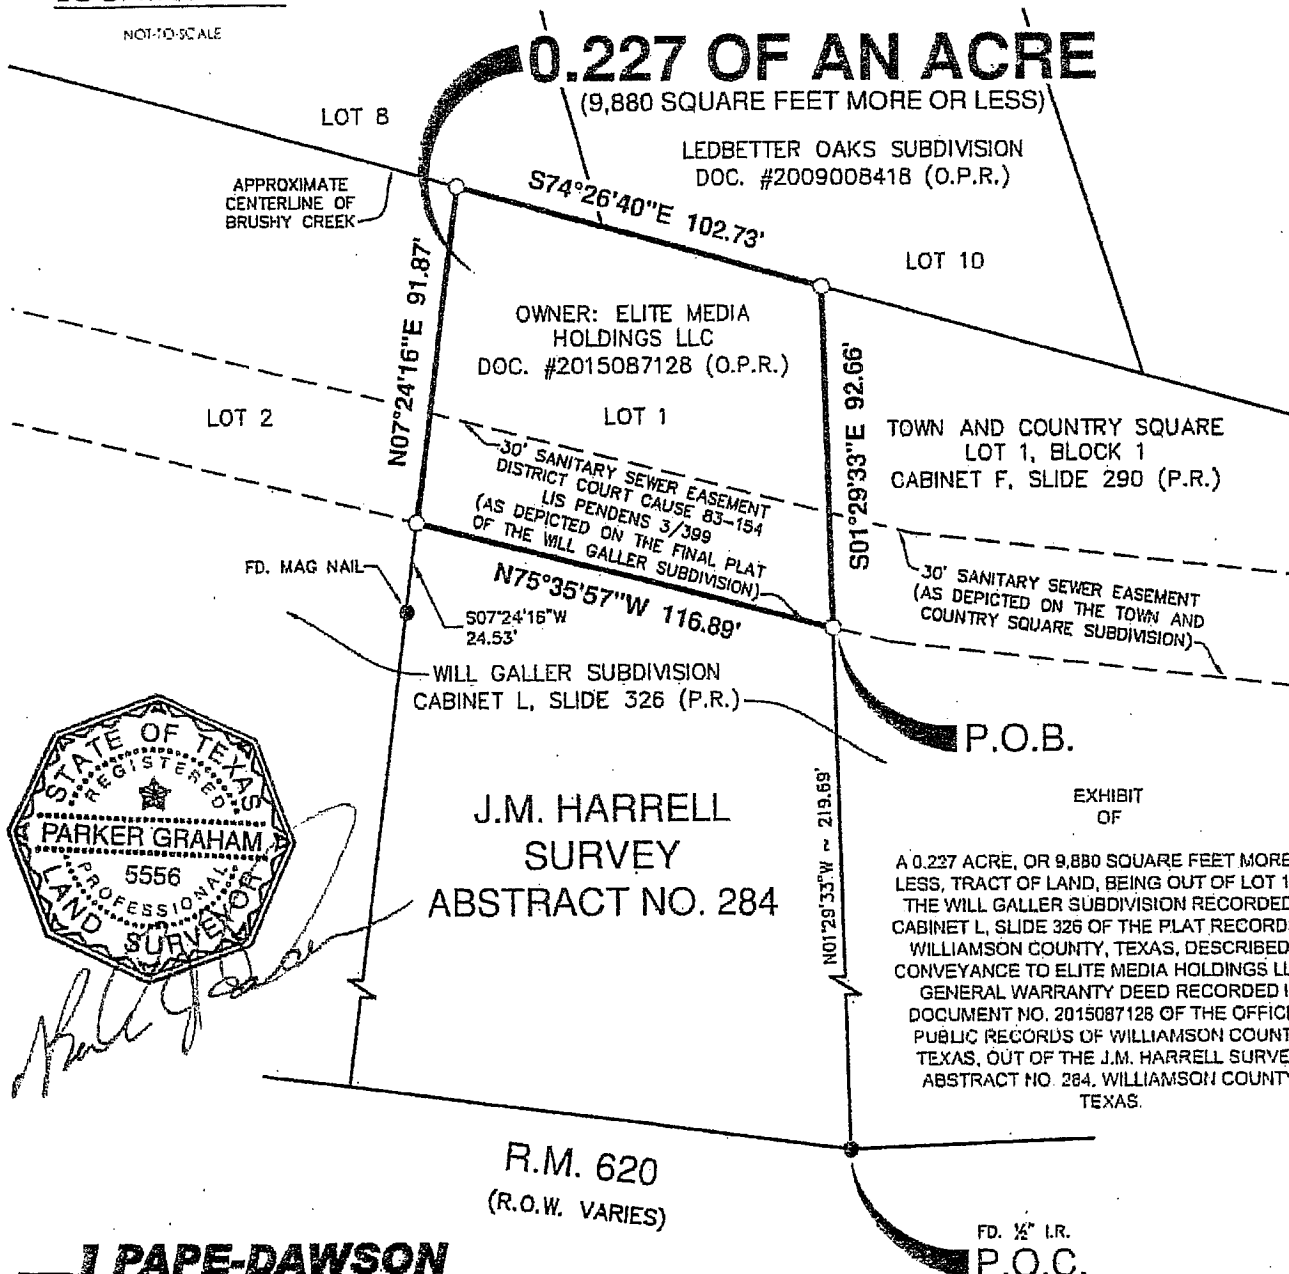 NOT-TO-SCALE
0.227 OF AN ACRE
(9,880 SQUARE FEET MORE OR LESS)
LOT 8
LEDBETTER OAKS SUBDIVISION
DOC. #2009008418 (O.P.R.)
APPROXIMATE
CENTERLINE OF
BRUSHY CREEK
S74°26'40"E 102.73'
LOT 10
N07°24'16"E 91.87'
OWNER: ELITE MEDIA
HOLDINGS LLC
DOC. #2015087128 (O.P.R.)
S01°29'33"E 92.66'
LOT 2
LOT 1
TOWN AND COUNTRY SQUARE
LOT 1, BLOCK 1
CABINET F, SLIDE 290 (P.R.)
30' SANITARY SEWER EASEMENT
DISTRICT COURT CAUSE 83-154
LIS PENDENS 3/399
(AS DEPICTED ON THE FINAL PLAT
OF THE WILL GALLER SUBDIVISION)
FD. MAG NAIL
N75°35'57"W 116.89'
30' SANITARY SEWER EASEMENT
(AS DEPICTED ON THE TOWN AND
COUNTRY SQUARE SUBDIVISION)
S07°24'16"W
24.53'
WILL GALLER SUBDIVISION
CABINET L, SLIDE 326 (P.R.)
P.O.B.
STATE OF TEXAS
REGISTERED
PARKER GRAHAM
5556
PROFESSIONAL
LAND SURVEYOR
J.M. HARRELL
SURVEY
ABSTRACT NO. 284
N01°29'33"W ~ 219.69'
EXHIBIT
OF
A 0.227 ACRE, OR 9,880 SQUARE FEET MORE
LESS, TRACT OF LAND, BEING OUT OF LOT 1
THE WILL GALLER SUBDIVISION RECORDED
CABINET L, SLIDE 326 OF THE PLAT RECORD
WILLIAMSON COUNTY, TEXAS, DESCRIBED
CONVEYANCE TO ELITE MEDIA HOLDINGS LL
GENERAL WARRANTY DEED RECORDED I
DOCUMENT NO. 2015087128 OF THE OFFICI
PUBLIC RECORDS OF WILLIAMSON COUNT
TEXAS, OUT OF THE J.M. HARRELL SURVE
ABSTRACT NO. 284, WILLIAMSON COUNTY
TEXAS.
R.M. 620
(R.O.W. VARIES)
FD. ½" I.R.
P.O.C.
PAPE-DAWSON